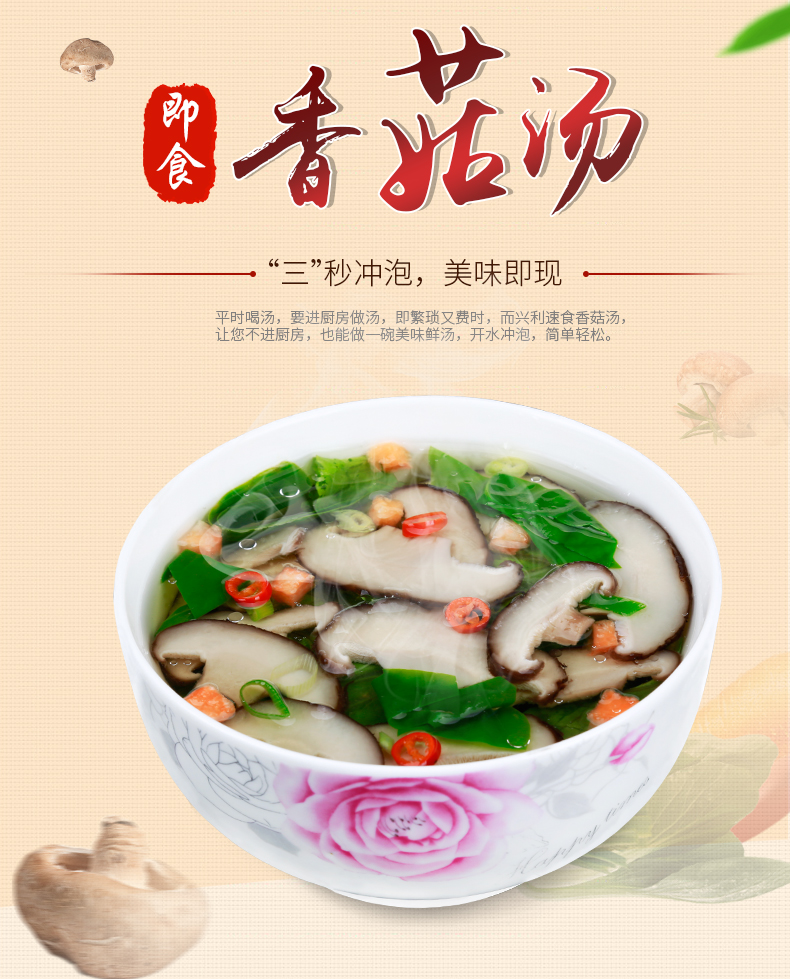 即食
香菇汤
“三”秒冲泡，美味即现
平时喝汤，要进厨房做汤，即繁琐又费时，而兴利速食香菇汤，
让您不进厨房，也能做一碗美味鲜汤，开水冲泡，简单轻松。
Happy time